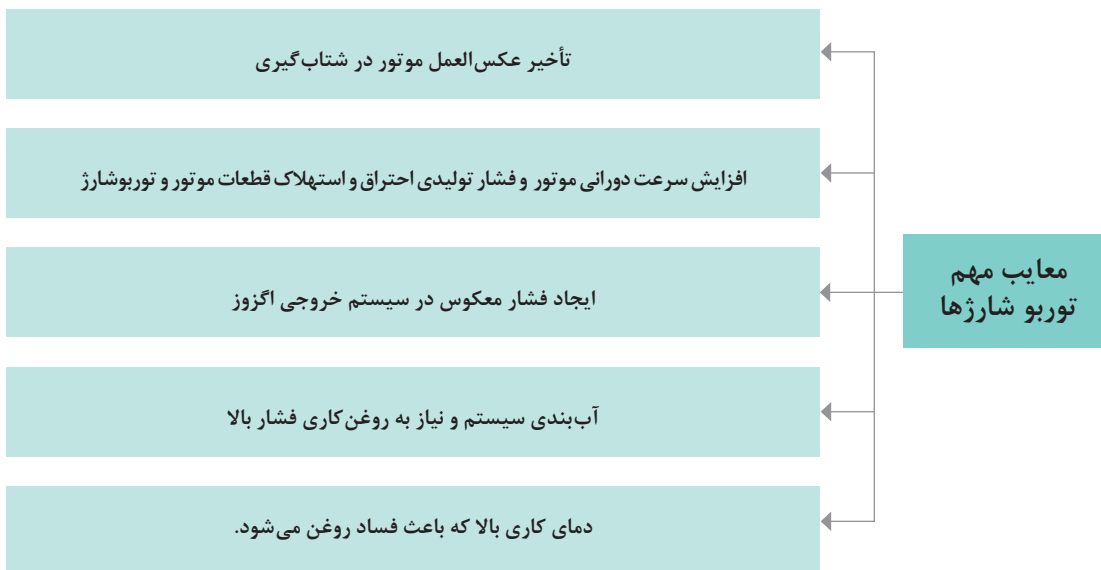 معایب مهم
توربو شارژها
تأخیر عکس‌العمل موتور در شتاب‌گیری
افزایش سرعت دورانی موتور و فشار تولیدی احتراق و استهلاک قطعات موتور و توربوشارژ
ایجاد فشار معکوس در سیستم خروجی اگزوز
آب‌بندی سیستم و نیاز به روغن‌کاری فشار بالا
دمای کاری بالا که باعث فساد روغن می‌شود.